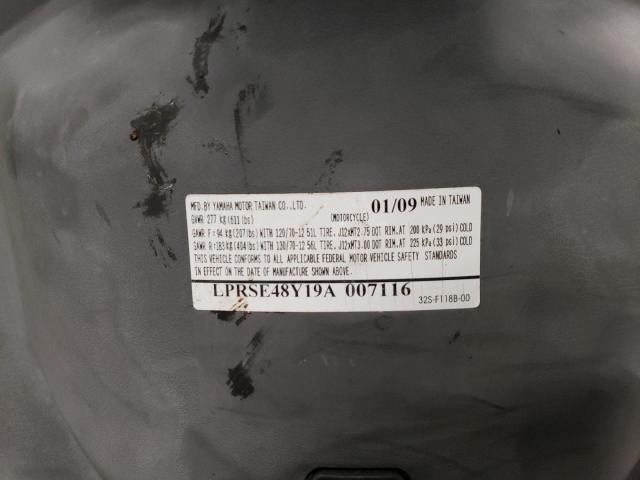 MFD.BY YAMAHA MOTOR TAIWAN CO.,LTD. 01/09 MADE IN TAIWAN
GVWR 277 kg(611 lbs) (MOTORCYCLE)
GAWR F= 94 kg(207 lbs) WITH 120/70-12 51L TIRE. J12xMT2.75 DOT RIM.AT 200 kPa (29 psi) COLD
GAWR R=183 kg(404 lbs) WITH 130/70-12 56L TIRE. J12xMT3.00 DOT RIM.AT 225 kPa (33 psi) COLD
THIS VEHICLE CONFORMS TO ALL APPLICABLE FEDERAL MOTOR VEHICLE SAFETY STANDARDS
IN EFFECT ON THE DATE OF MANUFACTURE SHOWN ABOVE.
LPRSE48Y19A 007116
32S-F118B-00